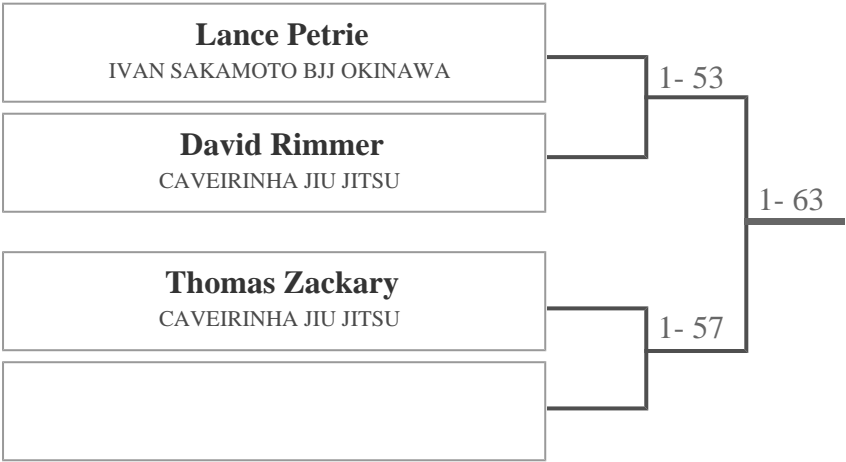 Lance Petrie
IVAN SAKAMOTO BJJ OKINAWA
1- 53
David Rimmer
CAVEIRINHA JIU JITSU
1- 63
Thomas Zackary
CAVEIRINHA JIU JITSU
1- 57